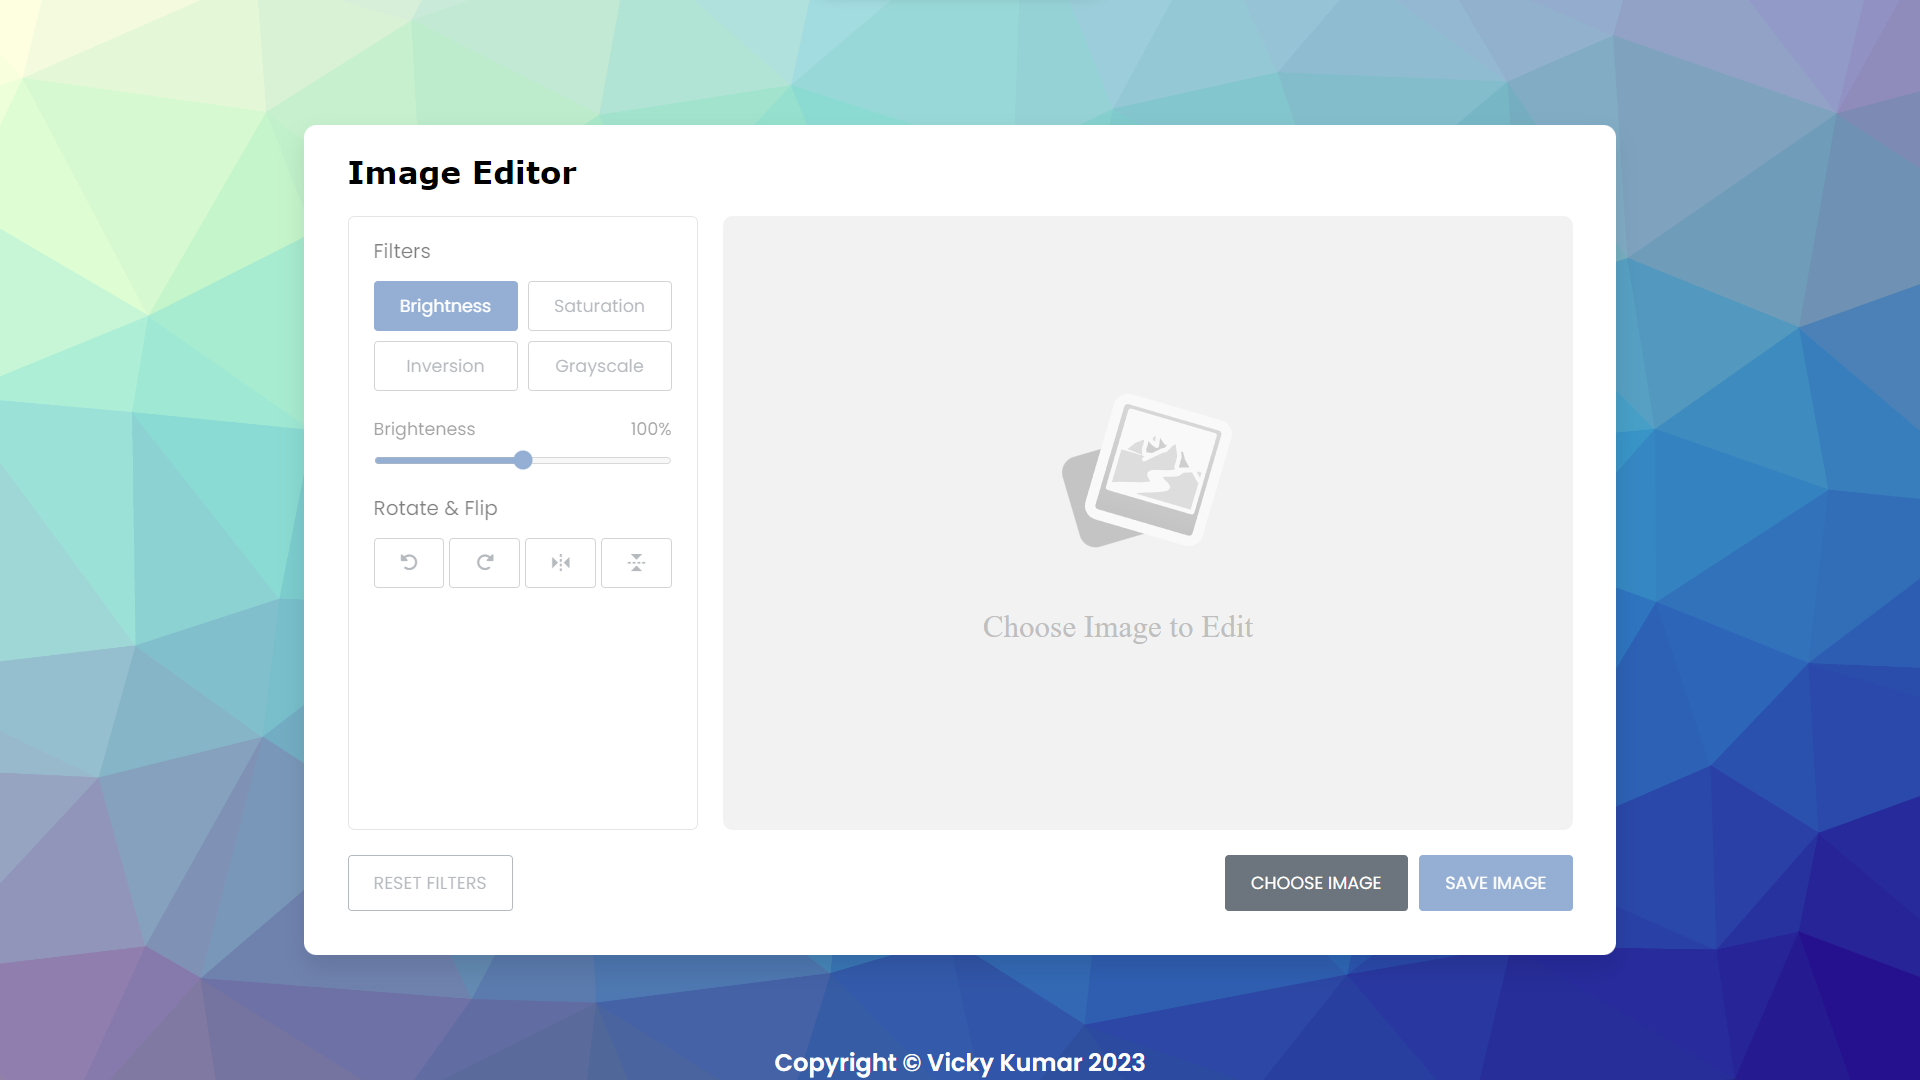 Image Editor
Filters
Brightness
Saturation
Inversion
Grayscale
Brighteness
100%
Rotate & Flip
Choose Image to Edit
RESET FILTERS
CHOOSE IMAGE
SAVE IMAGE
Copyright © Vicky Kumar 2023